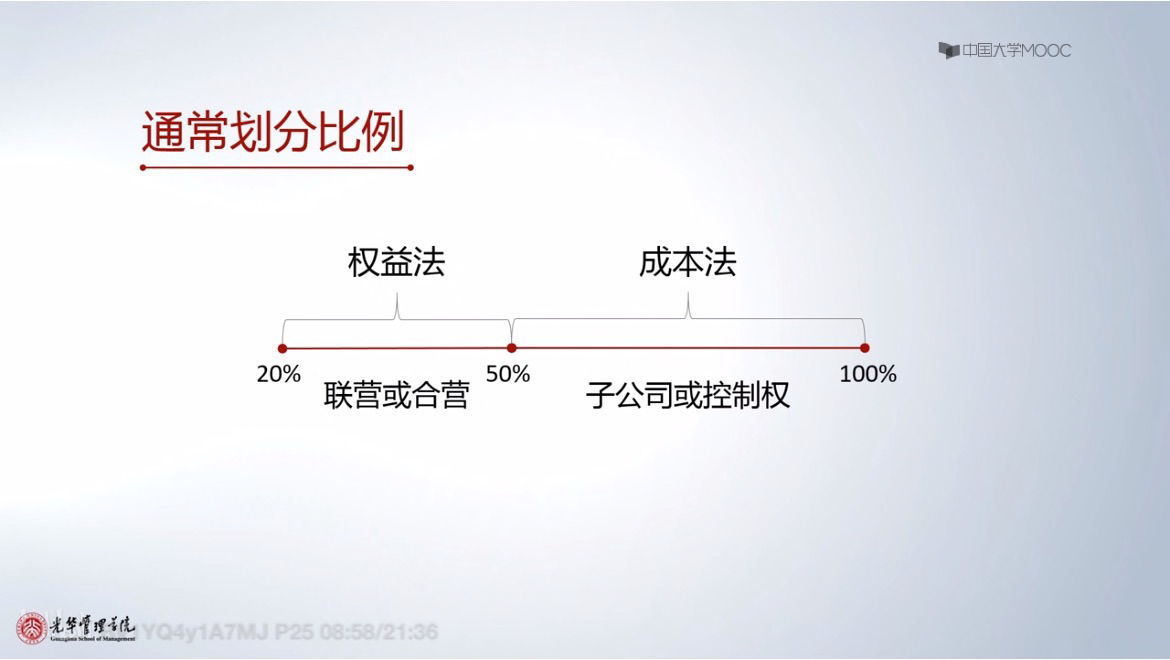 中国大学MOOC
通常划分比例
权益法 成本法
20% 50% 100%
联营或合营 子公司或控制权
光华管理学院
Guanghua School of Management
YQ4y1A7MJ P25 08:58/21:36